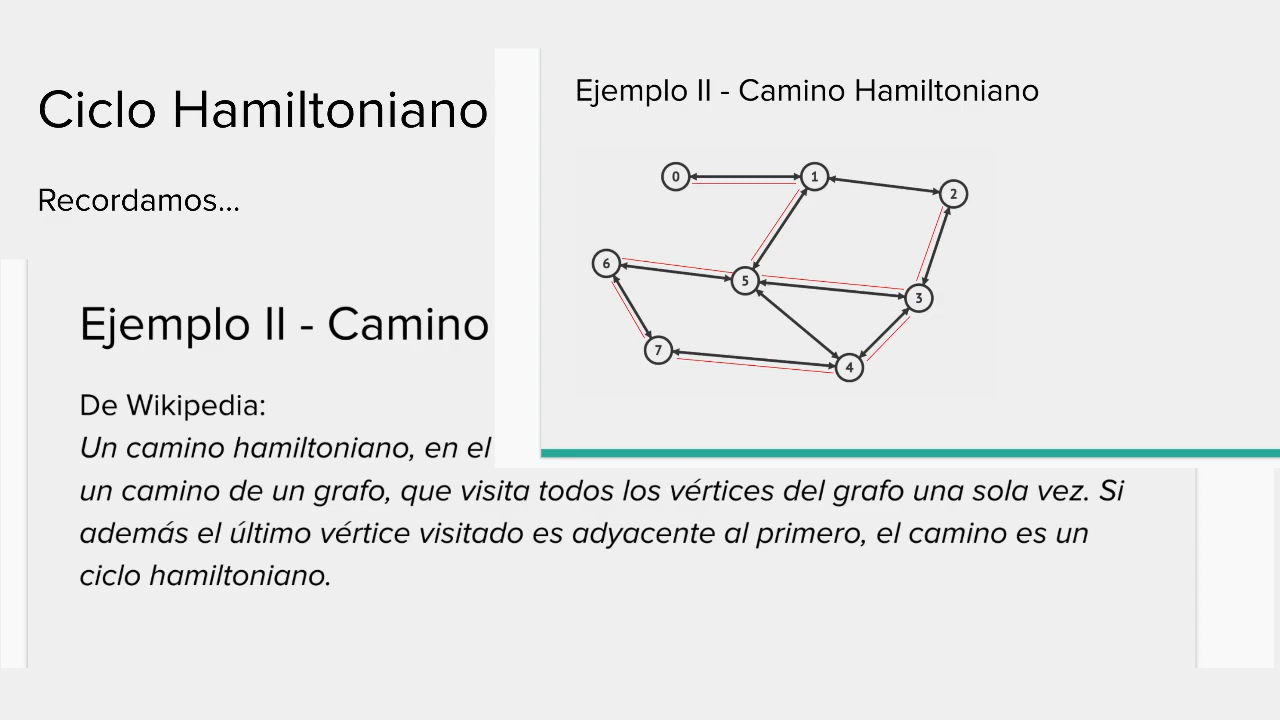 Ciclo Hamiltoniano
Recordamos...
Ejemplo II - Camino
De Wikipedia:
Un camino hamiltoniano, en el
un camino de un grafo, que visita todos los vértices del grafo una sola vez. Si
además el último vértice visitado es adyacente al primero, el camino es un
ciclo hamiltoniano.
Ejemplo II - Camino Hamiltoniano
0
1
2
6
5
3
7
4